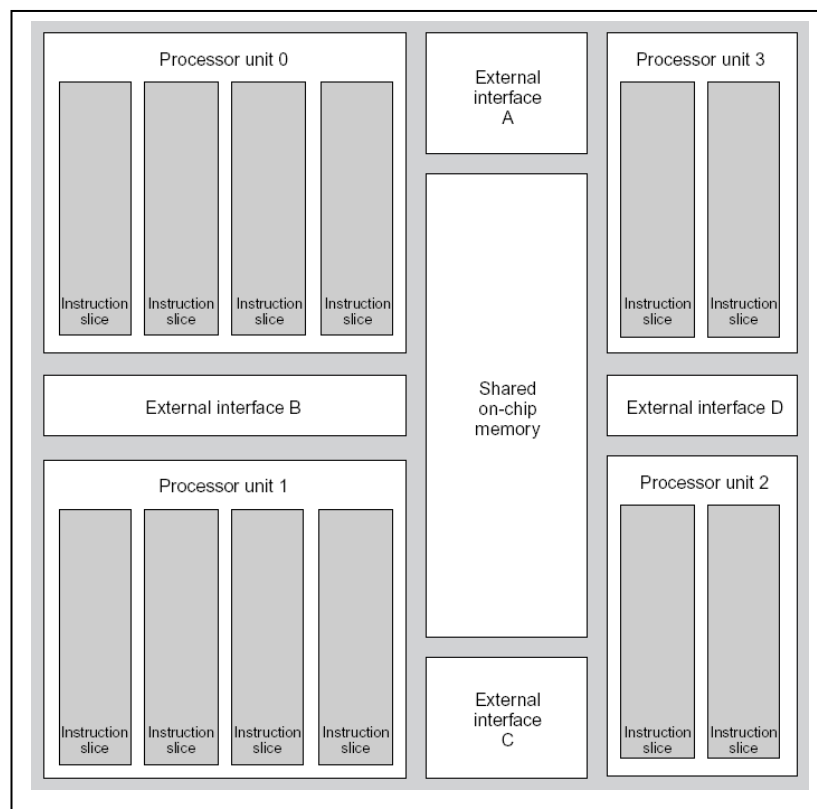 Processor unit 0
Instruction
slice
Instruction
slice
Instruction
slice
Instruction
slice
External
interface
A
Processor unit 3
Instruction
slice
Instruction
slice
External interface B
Shared
on-chip
memory
External interface D
Processor unit 1
Instruction
slice
Instruction
slice
Instruction
slice
Instruction
slice
External
interface
C
Processor unit 2
Instruction
slice
Instruction
slice